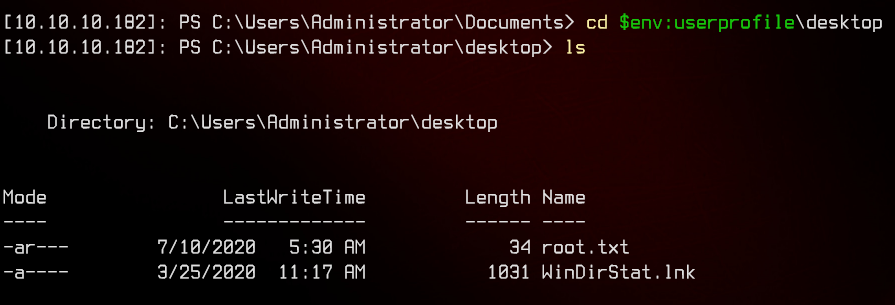 [10.10.10.182]: PS C:\Users\Administrator\Documents> cd $env:userprofile\desktop
[10.10.10.182]: PS C:\Users\Administrator\desktop> ls
Directory: C:\Users\Administrator\desktop
Mode LastWriteTime Length Name
---- ------------- ------ ----
-ar--- 7/10/2020 5:30 AM 34 root.txt
-a---- 3/25/2020 11:17 AM 1031 WinDirStat.lnk